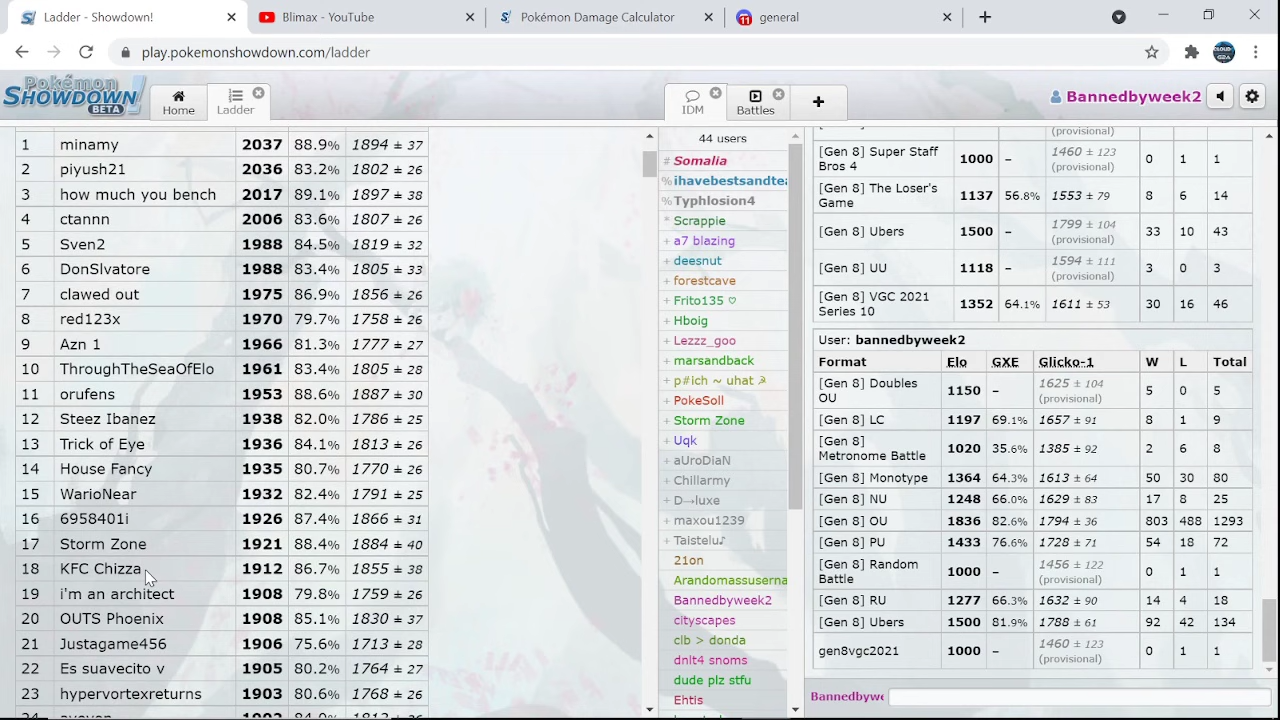 Ladder - Showdown!
Blimax - YouTube
Pokémon Damage Calculator
11 general
play.pokemonshowdown.com/ladder
Pokémon
SHOWDOWN!
BETA
Home
Ladder
IDM
Battles
Bannedbyweek2
1 minamy 2037 88.9% 1894 ± 37
2 piyush21 2036 83.2% 1802 ± 26
3 how much you bench 2017 89.1% 1897 ± 38
4 ctannn 2006 83.6% 1807 ± 26
5 Sven2 1988 84.5% 1819 ± 32
6 DonSlvatore 1988 83.4% 1805 ± 33
7 clawed out 1975 86.9% 1856 ± 26
8 red123x 1970 79.7% 1758 ± 26
9 Azn 1 1966 81.3% 1777 ± 27
10 ThroughTheSeaOfElo 1961 83.4% 1805 ± 28
11 orufens 1953 88.6% 1887 ± 30
12 Steez Ibanez 1938 82.0% 1786 ± 25
13 Trick of Eye 1936 84.1% 1813 ± 26
14 House Fancy 1935 80.7% 1770 ± 26
15 WarioNear 1932 82.4% 1791 ± 25
16 6958401i 1926 87.4% 1866 ± 31
17 Storm Zone 1921 88.4% 1884 ± 40
18 KFC Chizza 1912 86.7% 1855 ± 38
19 i'm an architect 1908 79.8% 1759 ± 26
20 OUTS Phoenix 1908 85.1% 1830 ± 37
21 Justagame456 1906 75.6% 1713 ± 28
22 Es suavecito v 1905 80.2% 1764 ± 27
23 hypervortexreturns 1903 80.6% 1768 ± 26
44 users
# Somalia
% ihavebestsandtea
% Typhlosion4
* Scrappie
+ a7 blazing
+ deesnut
+ forestcave
+ Frito135 ♡
+ Hboig
+ Lezzz_goo
+ marsandback
+ p#ich ~ uhat ☭
+ PokeSoll
+ Storm Zone
+ Uqk
+ aUroDiaN
+ Chillarmy
+ D→luxe
+ maxou1239
+ Taistelu♪
21on
Arandomassuserna
Bannedbyweek2
cityscapes
clb > donda
dnlt4 snoms
dude plz stfu
Ehtis
(provisional)
[Gen 8] Super Staff
Bros 4 1000 – 1460 ± 123
(provisional) 0 1 1
[Gen 8] The Loser's
Game 1137 56.8% 1553 ± 79 8 6 14
[Gen 8] Ubers 1500 – 1799 ± 104
(provisional) 33 10 43
[Gen 8] UU 1118 – 1594 ± 111
(provisional) 3 0 3
[Gen 8] VGC 2021
Series 10 1352 64.1% 1611 ± 53 30 16 46
User: bannedbyweek2
Format Elo GXE Glicko-1 W L Total
[Gen 8] Doubles
OU 1150 – 1625 ± 104
(provisional) 5 0 5
[Gen 8] LC 1197 69.1% 1657 ± 91 8 1 9
[Gen 8]
Metronome Battle 1020 35.6% 1385 ± 92 2 6 8
[Gen 8] Monotype 1364 64.3% 1613 ± 64 50 30 80
[Gen 8] NU 1248 66.0% 1629 ± 83 17 8 25
[Gen 8] OU 1836 82.6% 1794 ± 36 803 488 1293
[Gen 8] PU 1433 76.6% 1728 ± 71 54 18 72
[Gen 8] Random
Battle 1000 – 1456 ± 122
(provisional) 0 1 1
[Gen 8] RU 1277 66.3% 1632 ± 90 14 4 18
[Gen 8] Ubers 1500 81.9% 1788 ± 61 92 42 134
gen8vgc2021 1000 – 1460 ± 123
(provisional) 0 1 1
Bannedbywe